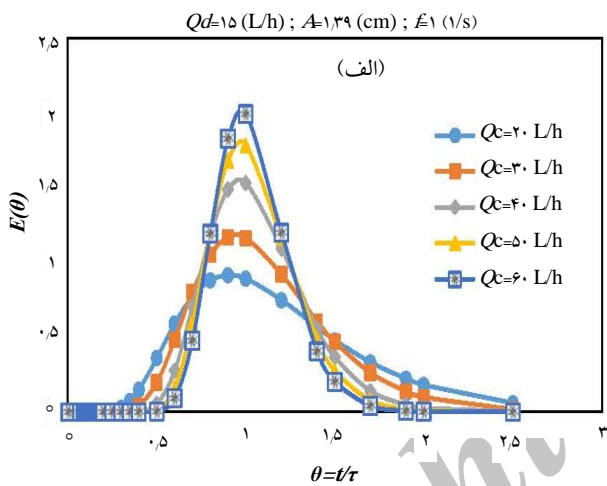 Qd=۱۵ (L/h) ; A=۱٫۳۹ (cm) ; f=۱ (۱/s)
(الف)
۲٫۵
۲
۱٫۵
۱
۰٫۵
۰
E(θ)
Qc=۲۰ L/h
Qc=۳۰ L/h
Qc=۴۰ L/h
Qc=۵۰ L/h
Qc=۶۰ L/h
۰ ۰٫۵ ۱ ۱٫۵ ۲ ۲٫۵ ۳
θ=t/τ